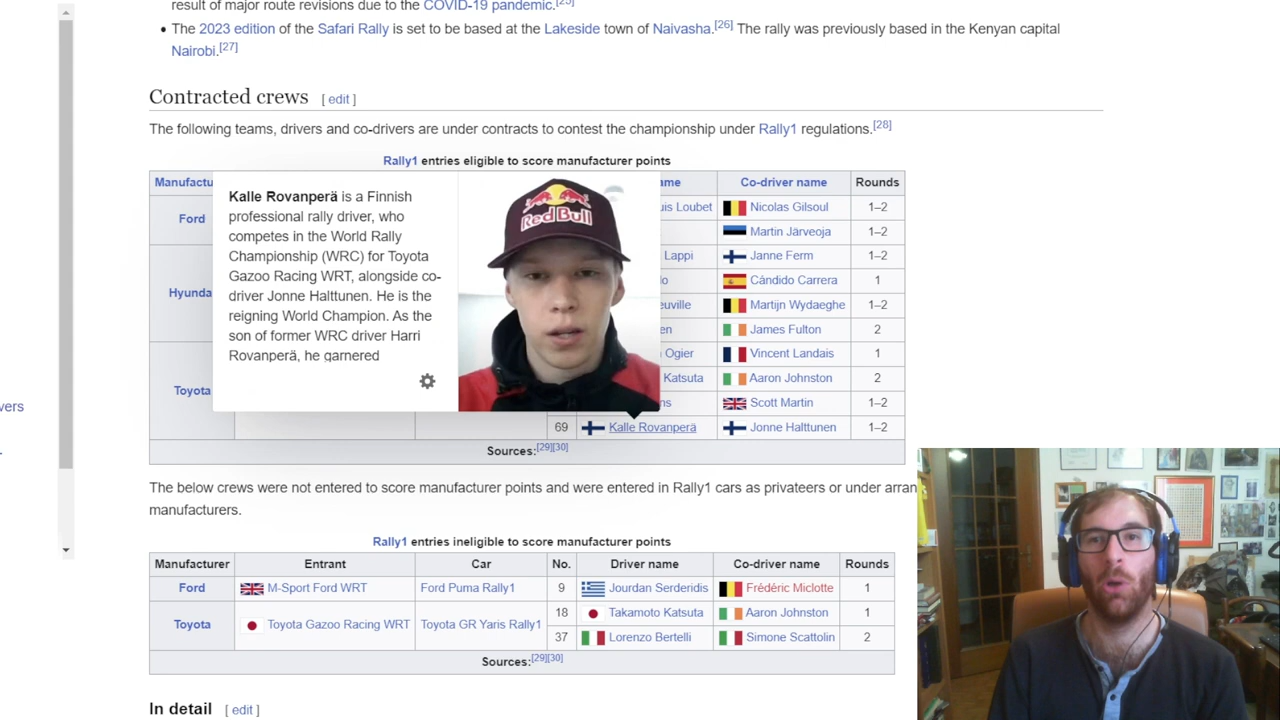 result of major route revisions due to the COVID-19 pandemic.[25]
• The 2023 edition of the Safari Rally is set to be based at the Lakeside town of Naivasha.[26] The rally was previously based in the Kenyan capital
Nairobi.[27]
Contracted crews [ edit ]
The following teams, drivers and co-drivers are under contracts to contest the championship under Rally1 regulations.[28]
Rally1 entries eligible to score manufacturer points
Manufactu
ame Co-driver name Rounds
Ford
uis Loubet Nicolas Gilsoul 1–2
Martin Järveoja 1–2
Hyunda
Lappi Janne Ferm 1–2
lo Cándido Carrera 1
euville Martijn Wydaeghe 1–2
en James Fulton 2
Toyota
Ogier Vincent Landais 1
Katsuta Aaron Johnston 2
ns Scott Martin 1–2
69 Kalle Rovanperä Jonne Halttunen 1–2
Sources:[29][30]
Kalle Rovanperä is a Finnish
professional rally driver, who
competes in the World Rally
Championship (WRC) for Toyota
Gazoo Racing WRT, alongside co-
driver Jonne Halttunen. He is the
reigning World Champion. As the
son of former WRC driver Harri
Rovanperä, he garnered
Red Bull
vers
The below crews were not entered to score manufacturer points and were entered in Rally1 cars as privateers or under arran
manufacturers.
Rally1 entries ineligible to score manufacturer points
Manufacturer Entrant Car No. Driver name Co-driver name Rounds
Ford M-Sport Ford WRT Ford Puma Rally1 9 Jourdan Serderidis Frédéric Miclotte 1
Toyota Toyota Gazoo Racing WRT Toyota GR Yaris Rally1 18 Takamoto Katsuta Aaron Johnston 1
37 Lorenzo Bertelli Simone Scattolin 2
Sources:[29][30]
In detail [ edit ]